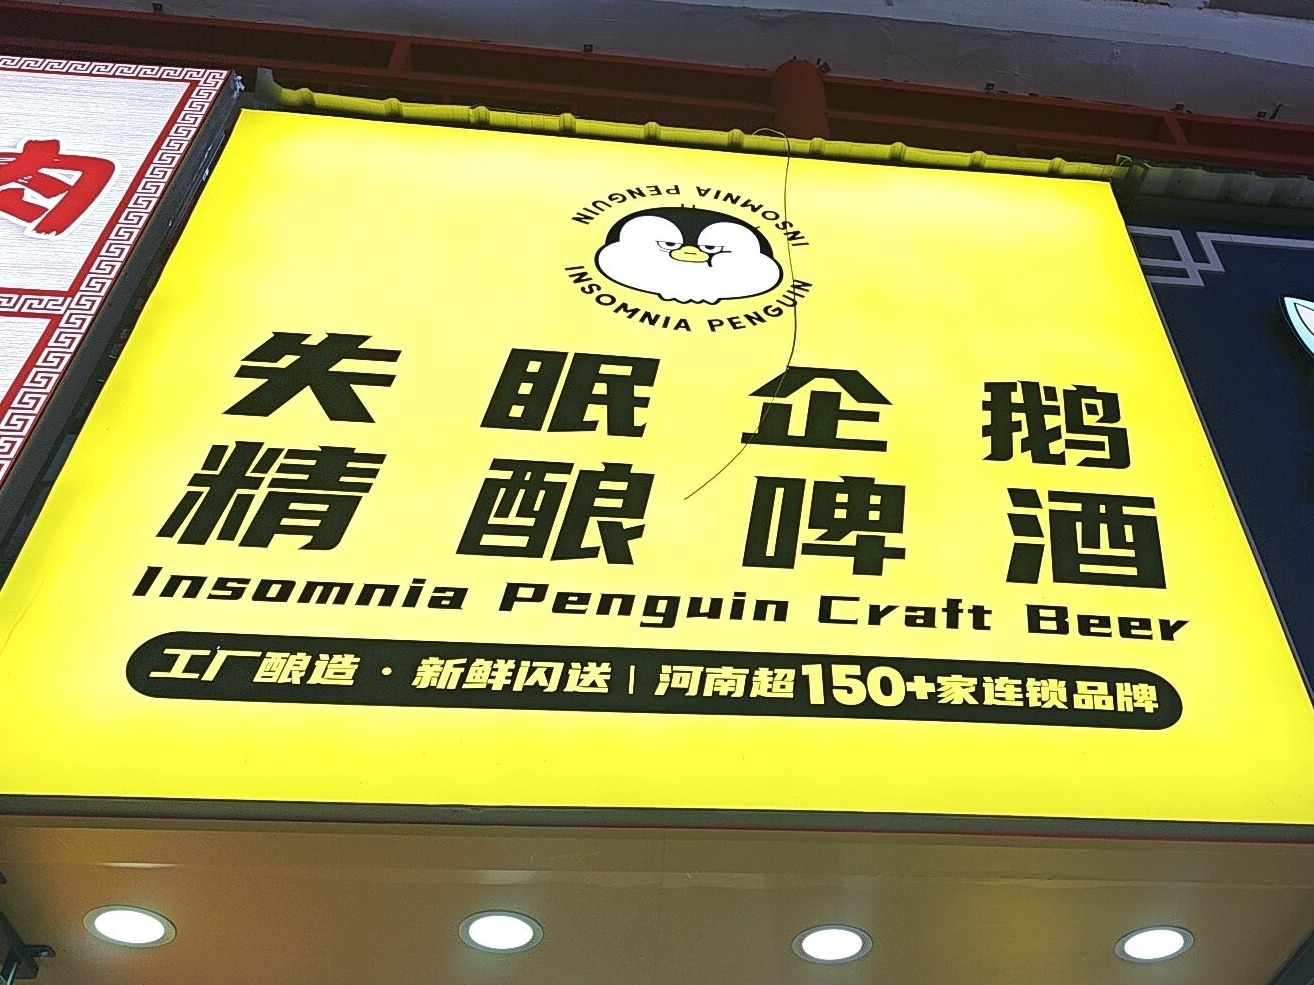 INSOMNIA PENGUIN
INSOMNIA PENGUIN
失眠企鹅
精酿啤酒
Insomnia Penguin Craft Beer
工厂酿造·新鲜闪送|河南超150+家连锁品牌
肉